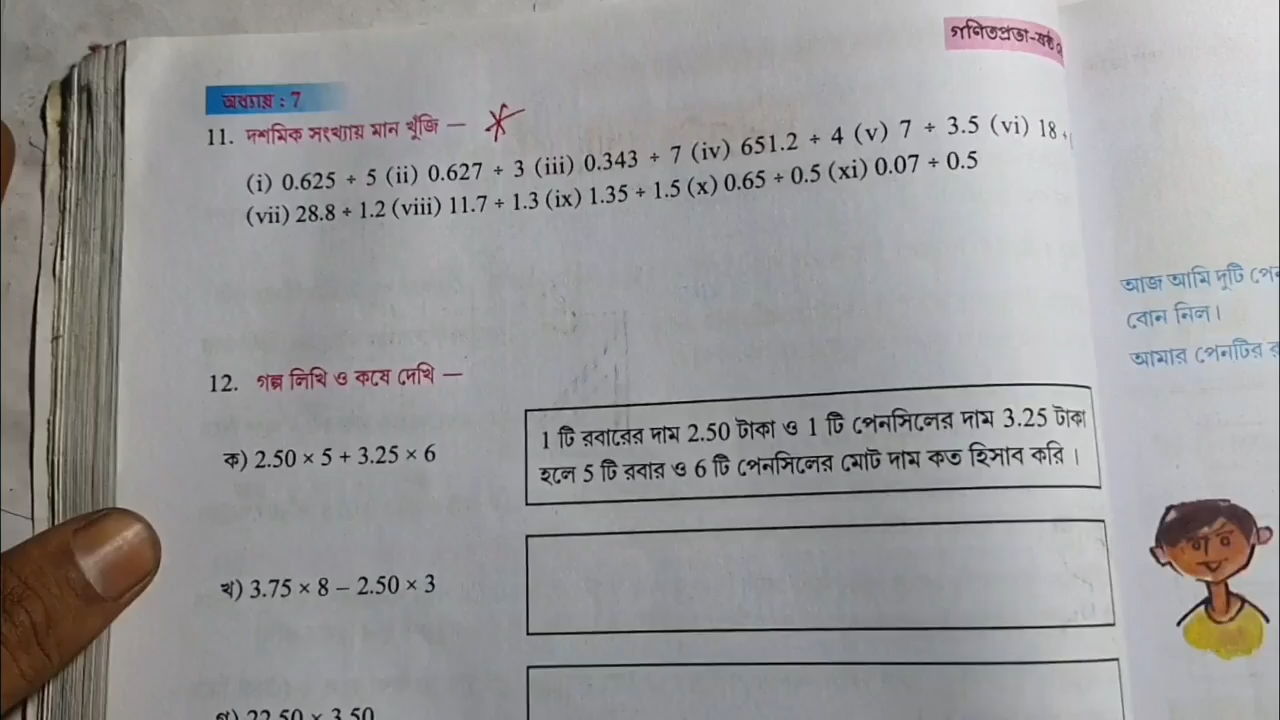 গণিতপ্রভা-ষষ্ঠ
অধ্যায় : 7
11. দশমিক সংখ্যায় মান খুঁজি —
(i) 0.625 ÷ 5 (ii) 0.627 ÷ 3 (iii) 0.343 ÷ 7 (iv) 651.2 ÷ 4 (v) 7 ÷ 3.5 (vi) 18 ÷
(vii) 28.8 ÷ 1.2 (viii) 11.7 ÷ 1.3 (ix) 1.35 ÷ 1.5 (x) 0.65 ÷ 0.5 (xi) 0.07 ÷ 0.5
12. গল্প লিখি ও কষে দেখি —
ক) 2.50 × 5 + 3.25 × 6
1 টি রবারের দাম 2.50 টাকা ও 1 টি পেনসিলের দাম 3.25 টাকা
হলে 5 টি রবার ও 6 টি পেনসিলের মোট দাম কত হিসাব করি।
খ) 3.75 × 8 – 2.50 × 3
গ) 22.50 × 3.50
আজ আমি দুটি
বোন নিল।
আমার পেনটির